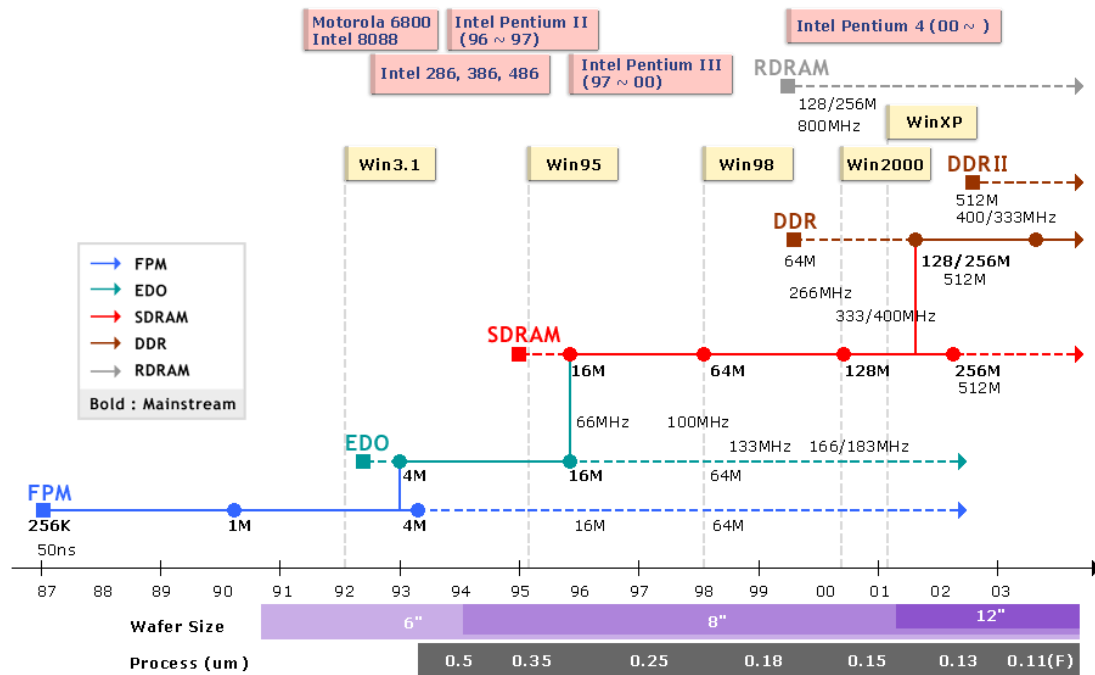 Motorola 6800
Intel 8088
Intel Pentium II
(96 ~ 97)
Intel Pentium 4 (00 ~ )
Intel 286, 386, 486
Intel Pentium III
(97 ~ 00)
RDRAM
128/256M
800MHz
WinXP
Win3.1
Win95
Win98
Win2000
DDRII
512M
400/333MHz
DDR
64M
128/256M
512M
266MHz
333/400MHz
FPM
EDO
SDRAM
DDR
RDRAM
Bold : Mainstream
SDRAM
16M
64M
128M
256M
512M
66MHz
100MHz
133MHz
166/183MHz
EDO
4M
16M
64M
FPM
256K
1M
4M
16M
64M
50ns
87 88 89 90 91 92 93 94 95 96 97 98 99 00 01 02 03
Wafer Size 6" 8" 12"
Process (um) 0.5 0.35 0.25 0.18 0.15 0.13 0.11(F)